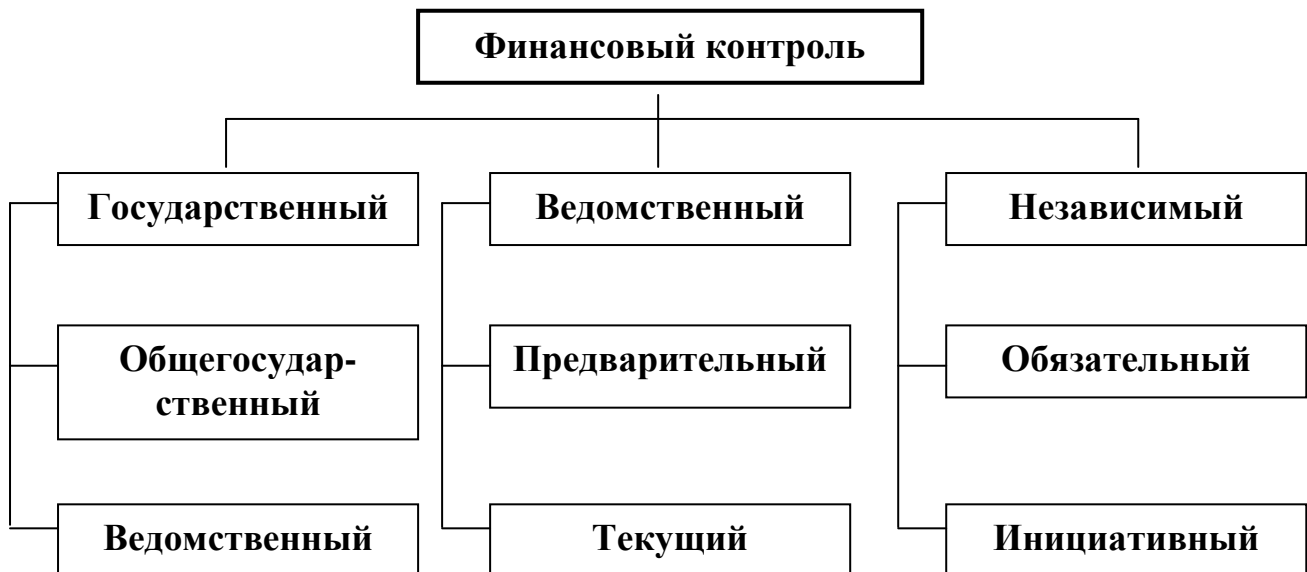 Финансовый контроль
Государственный
Ведомственный
Независимый
Общегосудар-
ственный
Предварительный
Обязательный
Ведомственный
Текущий
Инициативный